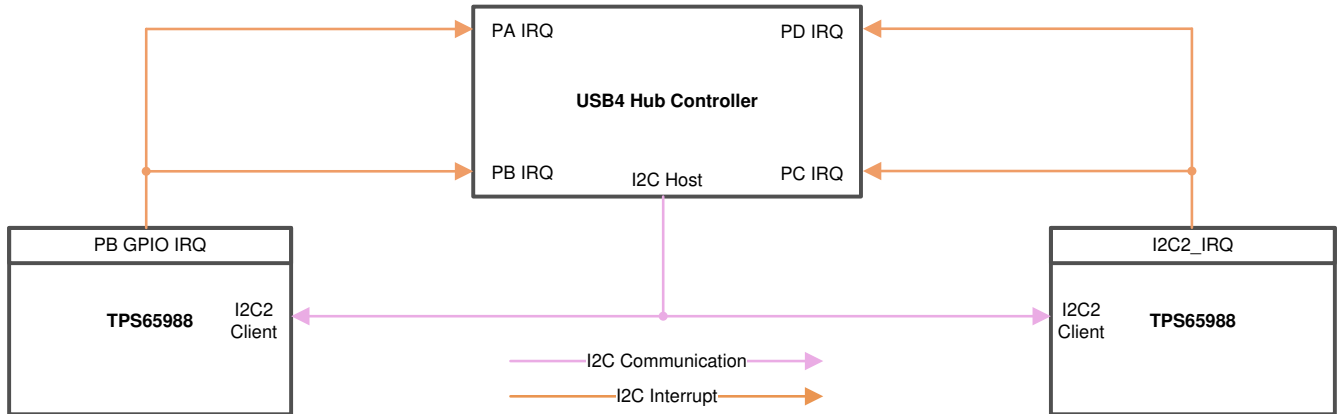 PA IRQ
PD IRQ
USB4 Hub Controller
PB IRQ
I2C Host
PC IRQ
PB GPIO IRQ
I2C2_IRQ
TPS65988
I2C2
Client
I2C2
Client
TPS65988
I2C Communication
I2C Interrupt